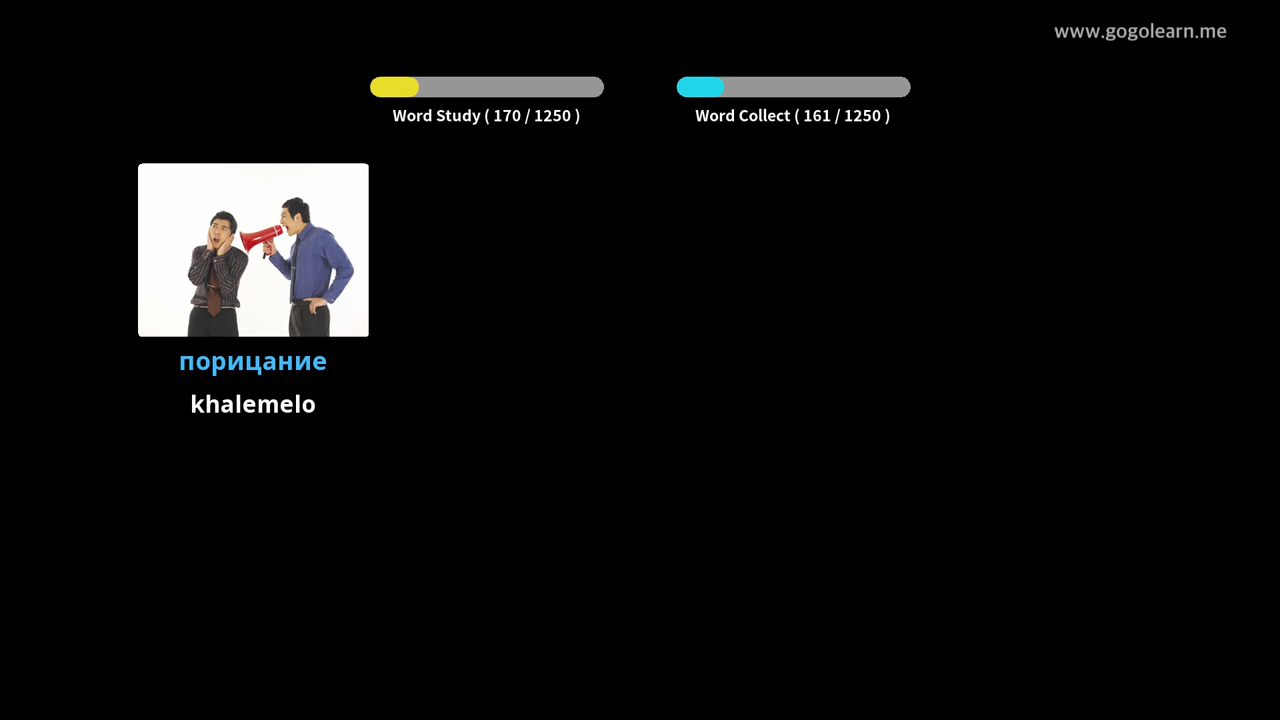 www.gogolearn.me
Word Study ( 170 / 1250 )
Word Collect ( 161 / 1250 )
порицание
khalemelo